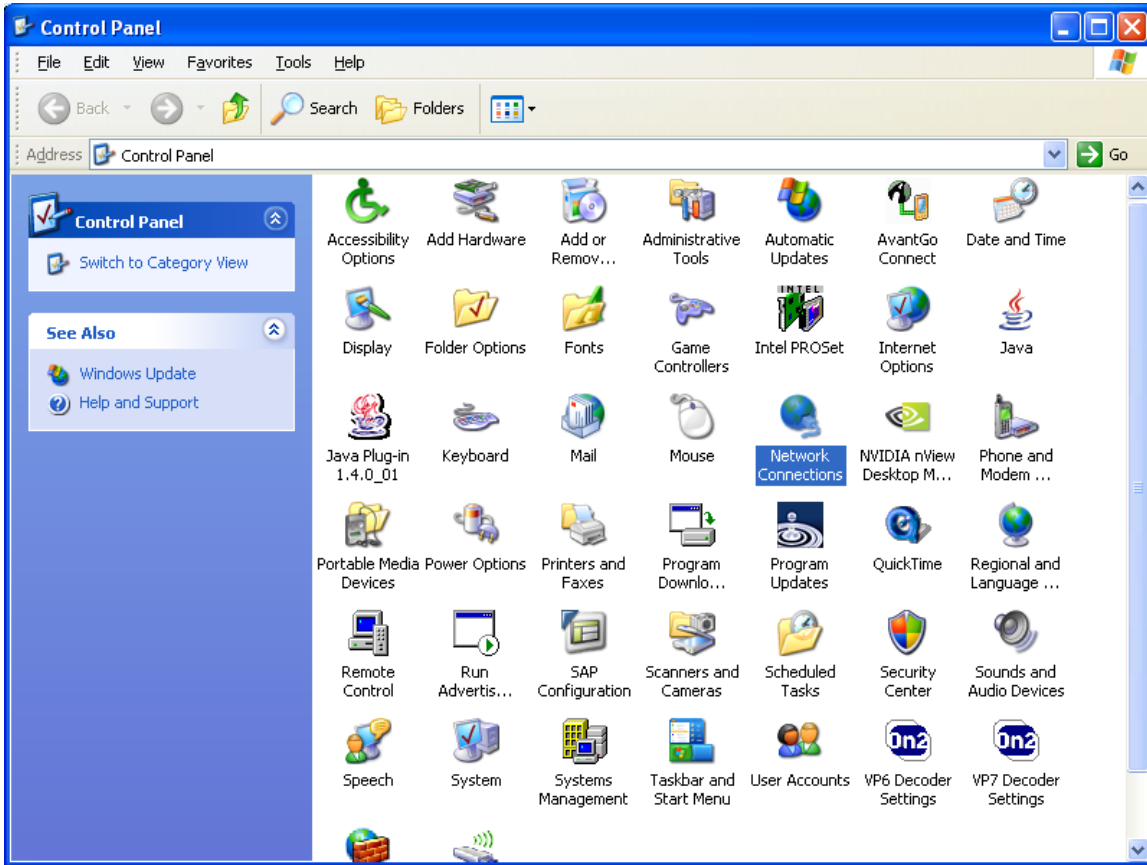 Control Panel
File Edit View Favorites Tools Help
Back Search Folders
Address Control Panel Go
Control Panel
Switch to Category View
See Also
Windows Update
Help and Support
Accessibility Options
Add Hardware
Add or Remov...
Administrative Tools
Automatic Updates
AvantGo Connect
Date and Time
Display
Folder Options
Fonts
Game Controllers
INTEL
Intel PROSet
Internet Options
Java
Java Plug-in 1.4.0_01
Keyboard
Mail
Mouse
Network Connections
NVIDIA nView Desktop M...
Phone and Modem ...
Portable Media Devices
Power Options
Printers and Faxes
Program Downlo...
Program Updates
QuickTime
Regional and Language ...
Remote Control
Run Advertis...
SAP Configuration
Scanners and Cameras
Scheduled Tasks
Security Center
Sounds and Audio Devices
Speech
System
Systems Management
Taskbar and Start Menu
User Accounts
On2
VP6 Decoder Settings
On2
VP7 Decoder Settings